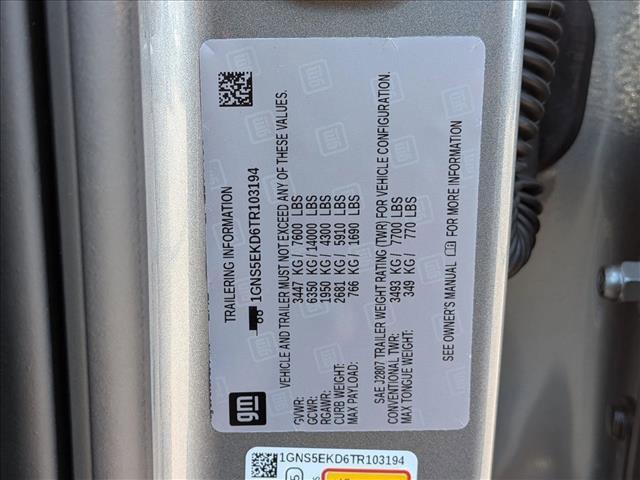 TRAILERING INFORMATION
1GNS5EKD6TR103194
VEHICLE AND TRAILER MUST NOT EXCEED ANY OF THESE VALUES.
GVWR: 3447 KG / 7600 LBS
GCWR: 6350 KG / 14000 LBS
RGAWR: 1950 KG / 4300 LBS
CURB WEIGHT: 2681 KG / 5910 LBS
MAX PAYLOAD: 766 KG / 1690 LBS
SAE J2807 TRAILER WEIGHT RATING (TWR) FOR VEHICLE CONFIGURATION.
CONVENTIONAL TWR: 3493 KG / 7700 LBS
MAX TONGUE WEIGHT: 349 KG / 770 LBS
SEE OWNER'S MANUAL FOR MORE INFORMATION
gm
1GNS5EKD6TR103194